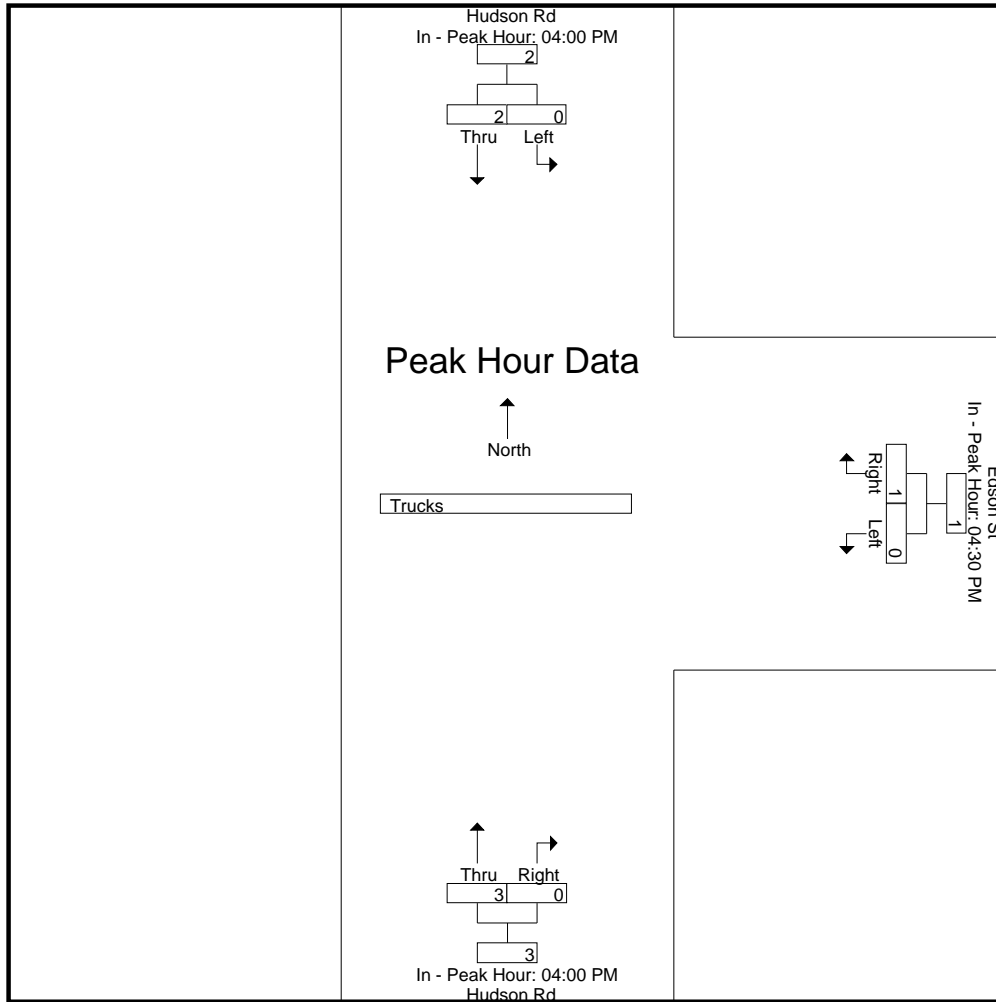 Hudson Rd
In - Peak Hour: 04:00 PM
2
2 0
Thru Left
Peak Hour Data
North
Trucks
Edson St
In - Peak Hour: 04:30 PM
1
1 0
Right Left
Thru Right
3 0
3
In - Peak Hour: 04:00 PM
Hudson Rd